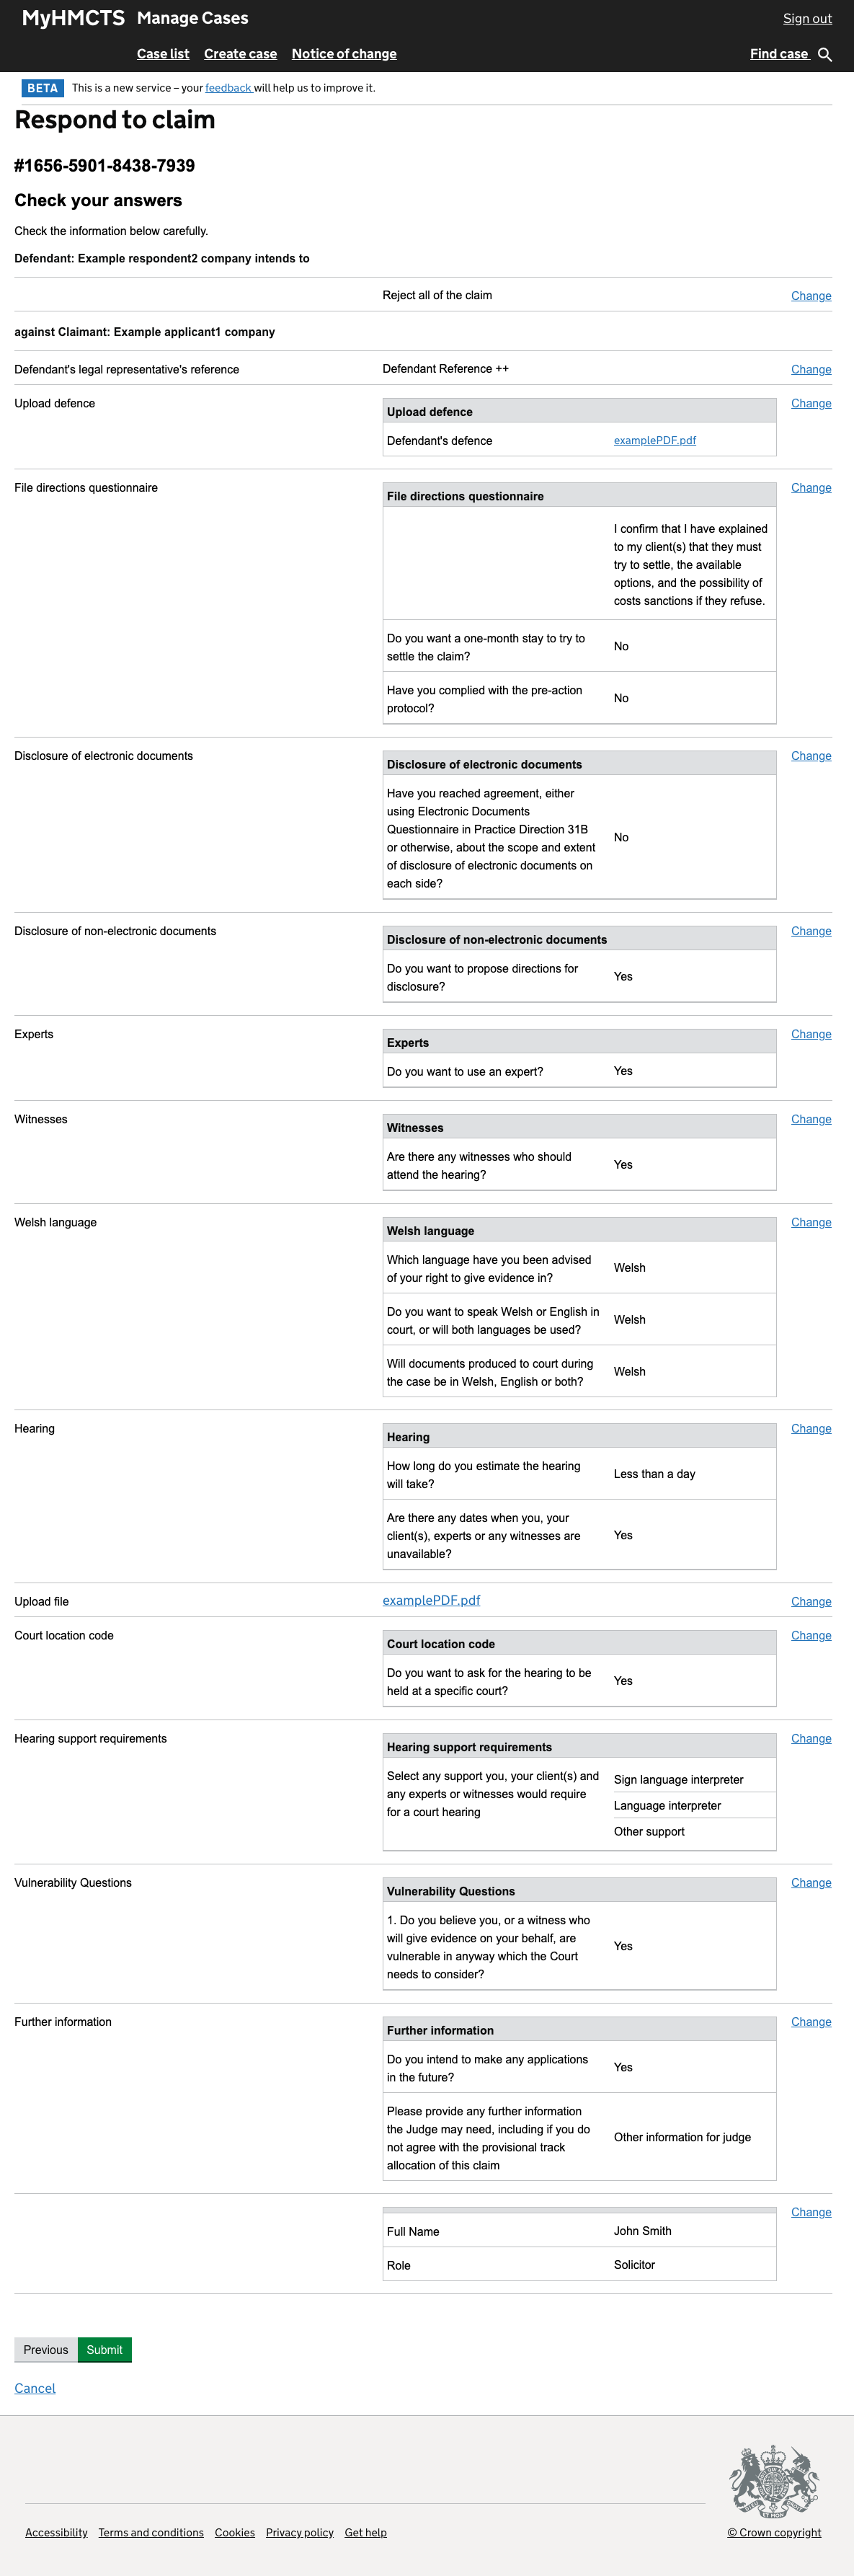 MyHMCTS Manage Cases Sign out
Case list Create case Notice of change Find case
BETA This is a new service – your feedback will help us to improve it.
Respond to claim
#1656-5901-8438-7939
Check your answers
Check the information below carefully.
Defendant: Example respondent2 company intends to
Reject all of the claim Change
against Claimant: Example applicant1 company
Defendant's legal representative's reference Defendant Reference ++ Change
Upload defence Change
Upload defence
Defendant's defence examplePDF.pdf
File directions questionnaire Change
File directions questionnaire
I confirm that I have explained
to my client(s) that they must
try to settle, the available
options, and the possibility of
costs sanctions if they refuse.
Do you want a one-month stay to try to
settle the claim?
No
Have you complied with the pre-action
protocol?
No
Disclosure of electronic documents Change
Disclosure of electronic documents
Have you reached agreement, either
using Electronic Documents
Questionnaire in Practice Direction 31B
or otherwise, about the scope and extent
of disclosure of electronic documents on
each side?
No
Disclosure of non-electronic documents Change
Disclosure of non-electronic documents
Do you want to propose directions for
disclosure?
Yes
Experts Change
Experts
Do you want to use an expert? Yes
Witnesses Change
Witnesses
Are there any witnesses who should
attend the hearing?
Yes
Welsh language Change
Welsh language
Which language have you been advised
of your right to give evidence in?
Welsh
Do you want to speak Welsh or English in
court, or will both languages be used?
Welsh
Will documents produced to court during
the case be in Welsh, English or both?
Welsh
Hearing Change
Hearing
How long do you estimate the hearing
will take?
Less than a day
Are there any dates when you, your
client(s), experts or any witnesses are
unavailable?
Yes
Upload file examplePDF.pdf Change
Court location code Change
Court location code
Do you want to ask for the hearing to be
held at a specific court?
Yes
Hearing support requirements Change
Hearing support requirements
Select any support you, your client(s) and
any experts or witnesses would require
for a court hearing
Sign language interpreter
Language interpreter
Other support
Vulnerability Questions Change
Vulnerability Questions
1. Do you believe you, or a witness who
will give evidence on your behalf, are
vulnerable in anyway which the Court
needs to consider?
Yes
Further information Change
Further information
Do you intend to make any applications
in the future?
Yes
Please provide any further information
the Judge may need, including if you do
not agree with the provisional track
allocation of this claim
Other information for judge
Change
Full Name John Smith
Role Solicitor
Previous Submit
Cancel
Accessibility Terms and conditions Cookies Privacy policy Get help © Crown copyright